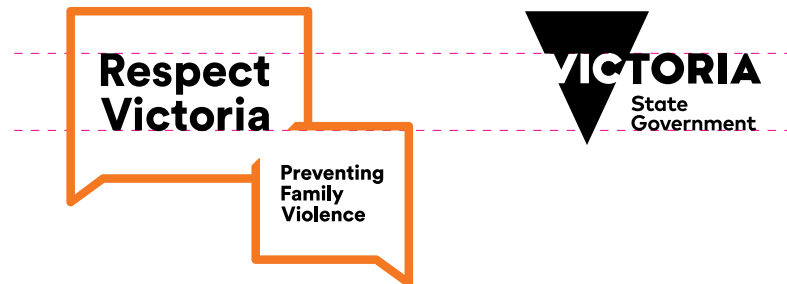 Respect
Victoria
Preventing
Family
Violence
VICTORIA
State
Government